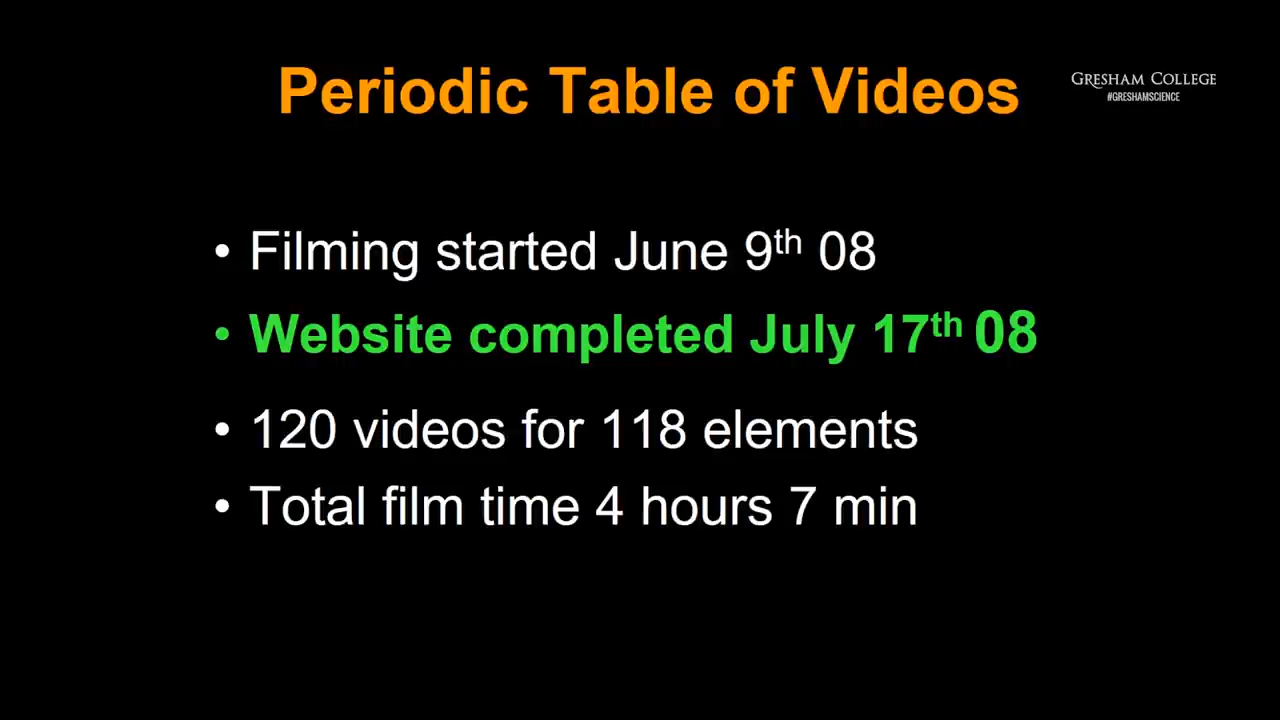 Periodic Table of Videos
GRESHAM COLLEGE
#GRESHAMSCIENCE
• Filming started June 9th 08
• Website completed July 17th 08
• 120 videos for 118 elements
• Total film time 4 hours 7 min